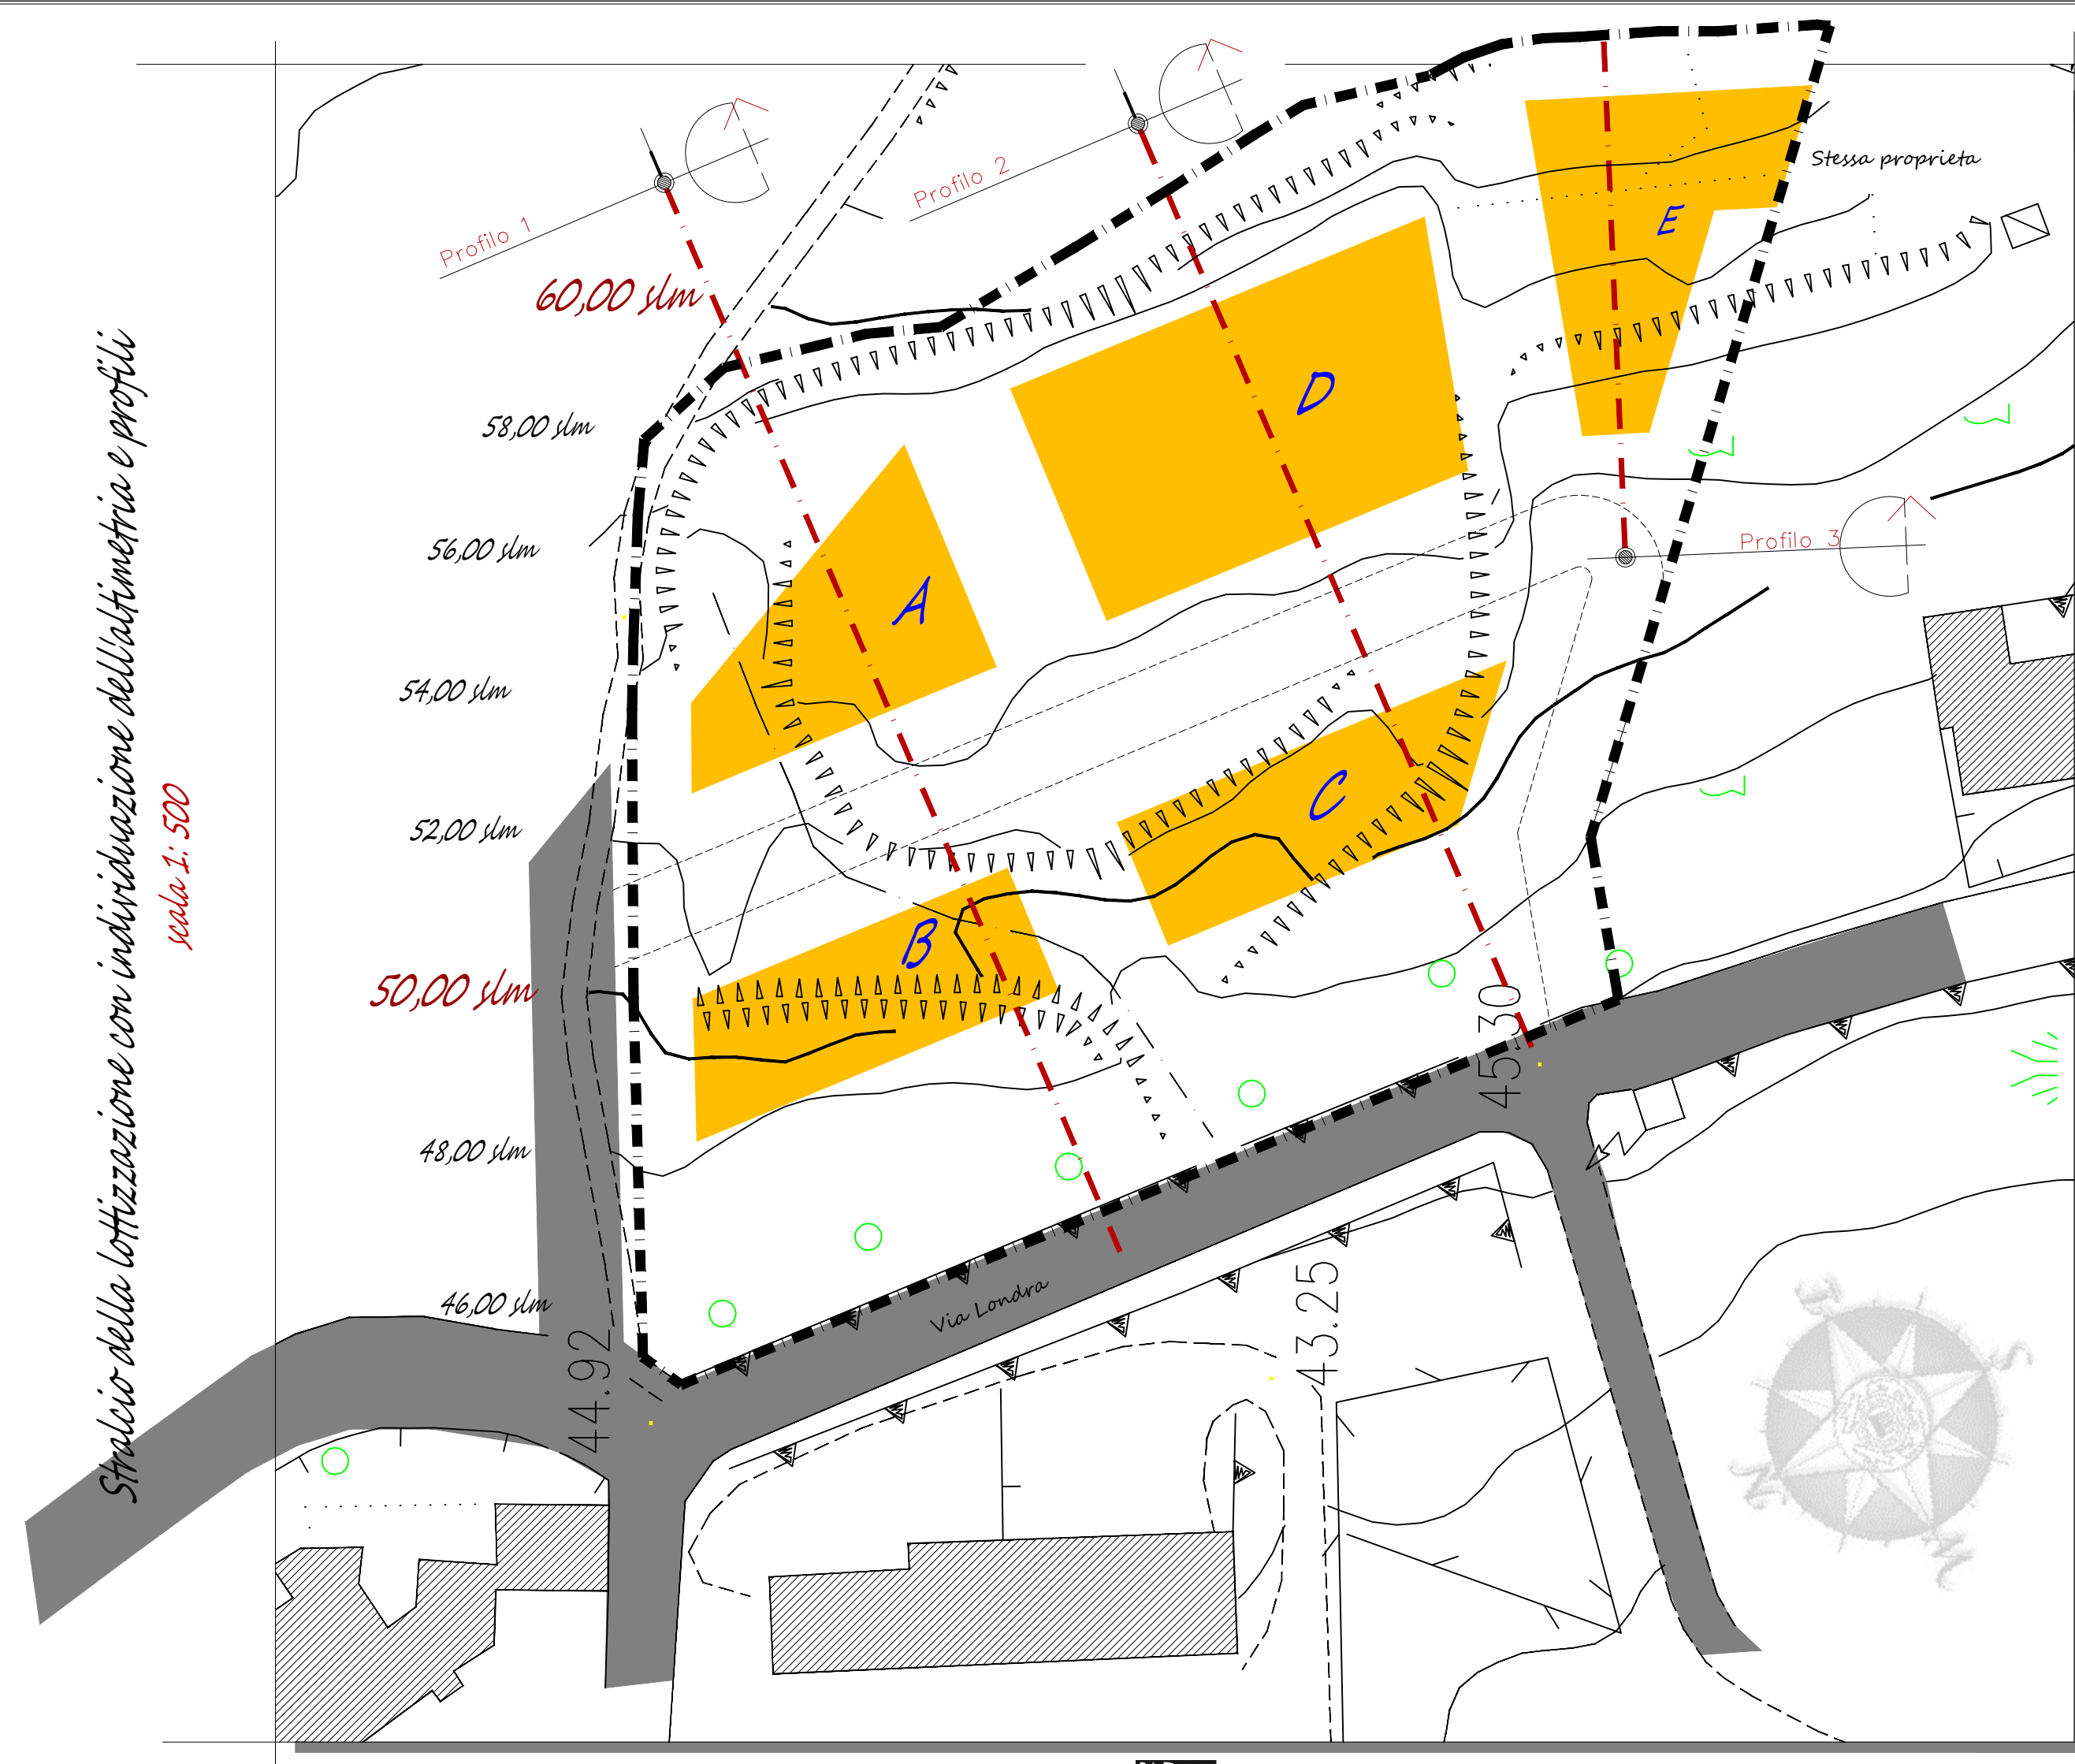 Stralcio della lottizzazione con individuazione dell'altimetria e profili
scala 1: 500
Profilo 1
Profilo 2
Stessa proprieta
E
60,00 slm
D
58,00 slm
56,00 slm
Profilo 3
A
54,00 slm
C
52,00 slm
B
50,00 slm
45.30
48,00 slm
46,00 slm
Via Londra
43.25
44.92